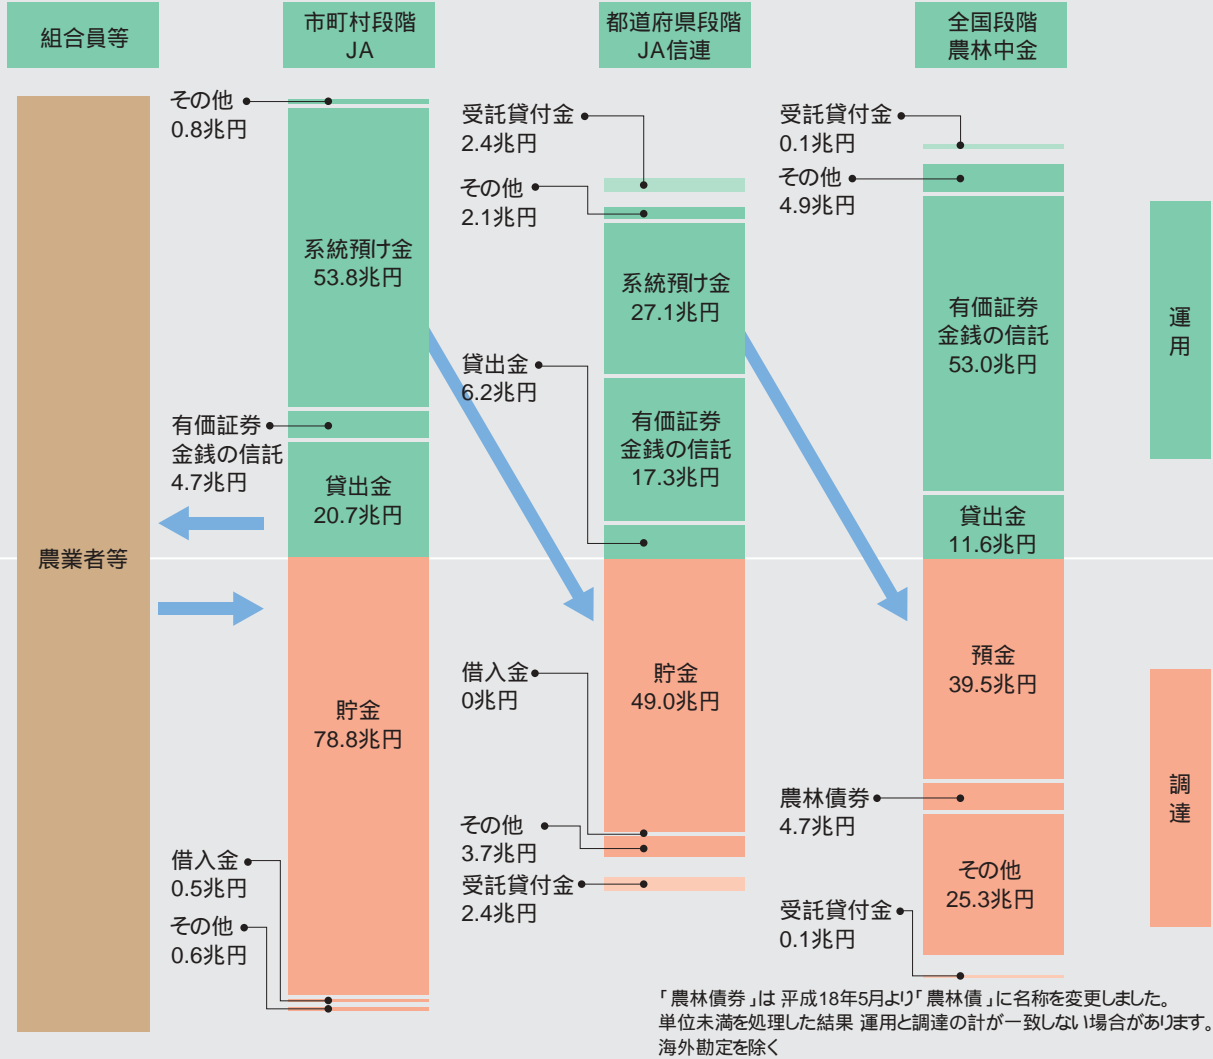 組合員等
市町村段階
JA
都道府県段階
JA信連
全国段階
農林中金
農業者等
その他
0.8兆円
系統預け金
53.8兆円
有価証券
金銭の信託
4.7兆円
貸出金
20.7兆円
貯金
78.8兆円
借入金
0.5兆円
その他
0.6兆円
受託貸付金
2.4兆円
その他
2.1兆円
系統預け金
27.1兆円
貸出金
6.2兆円
有価証券
金銭の信託
17.3兆円
借入金
0兆円
貯金
49.0兆円
その他
3.7兆円
受託貸付金
2.4兆円
受託貸付金
0.1兆円
その他
4.9兆円
有価証券
金銭の信託
53.0兆円
貸出金
11.6兆円
預金
39.5兆円
農林債券
4.7兆円
その他
25.3兆円
受託貸付金
0.1兆円
運用
調達
「農林債券」は 平成18年5月より「農林債」に名称を変更しました。
単位未満を処理した結果 運用と調達の計が一致しない場合があります。
海外勘定を除く